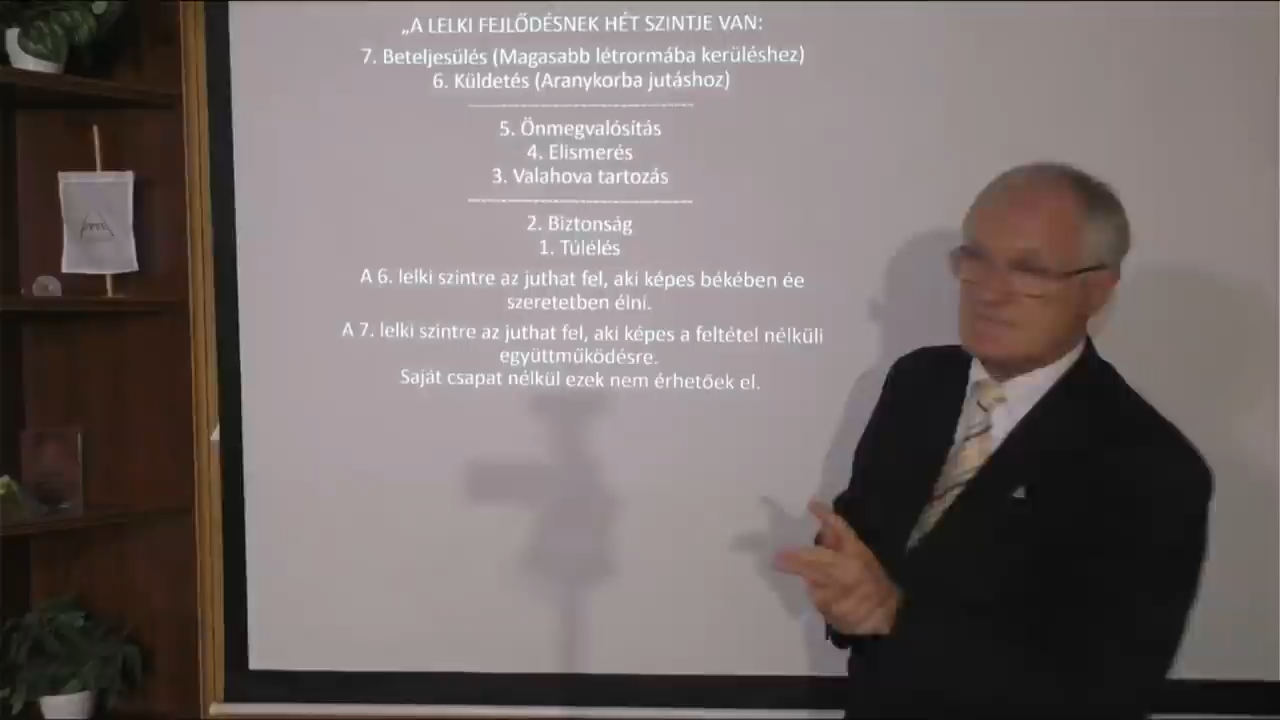 „A LELKI FEJLŐDÉSNEK HÉT SZINTJE VAN:
7. Beteljesülés (Magasabb létrormába kerüléshez)
6. Küldetés (Aranykorba jutáshoz)
5. Önmegvalósítás
4. Elismerés
3. Valahova tartozás
2. Biztonság
1. Túlélés
A 6. lelki szintre az juthat fel, aki képes békében ée
szeretetben élni.
A 7. lelki szintre az juthat fel, aki képes a feltétel nélküli
együttműködésre.
Saját csapat nélkül ezek nem érhetőek el.